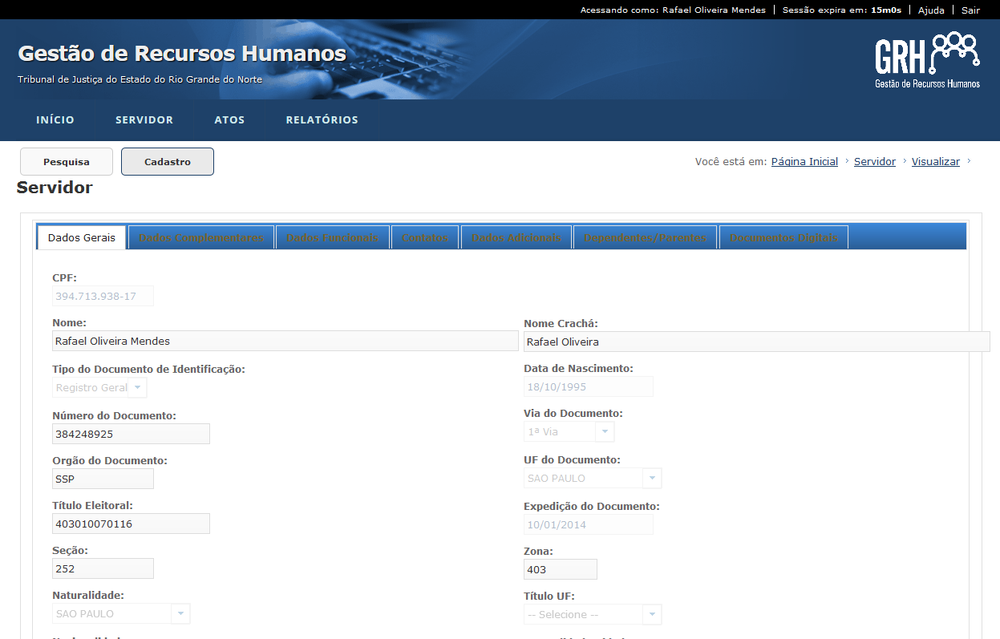 Acessando como: Rafael Oliveira Mendes Sessão expira em: 15m0s Ajuda Sair
Gestão de Recursos Humanos
Tribunal de Justiça do Estado do Rio Grande do Norte
GRH
Gestão de Recursos Humanos
INÍCIO SERVIDOR ATOS RELATÓRIOS
Pesquisa Cadastro
Você está em: Página Inicial > Servidor > Visualizar >
Servidor
Dados Gerais Dados Complementares Dados Funcionais Contatos Dados Adicionais Dependentes/Parentes Documentos Digitais
CPF:
394.713.938-17
Nome:
Rafael Oliveira Mendes
Nome Crachá:
Rafael Oliveira
Tipo do Documento de Identificação:
Registro Geral
Data de Nascimento:
18/10/1995
Número do Documento:
384248925
Via do Documento:
1ª Via
Orgão do Documento:
SSP
UF do Documento:
SAO PAULO
Título Eleitoral:
403010070116
Expedição do Documento:
10/01/2014
Seção:
252
Zona:
403
Naturalidade:
SAO PAULO
Título UF:
-- Selecione --